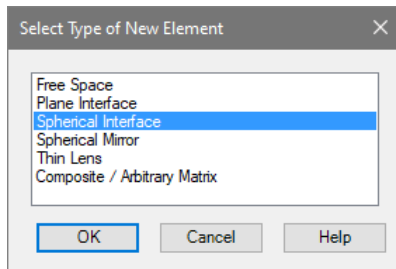 Select Type of New Element
Free Space
Plane Interface
Spherical Interface
Spherical Mirror
Thin Lens
Composite / Arbitrary Matrix
OK Cancel Help